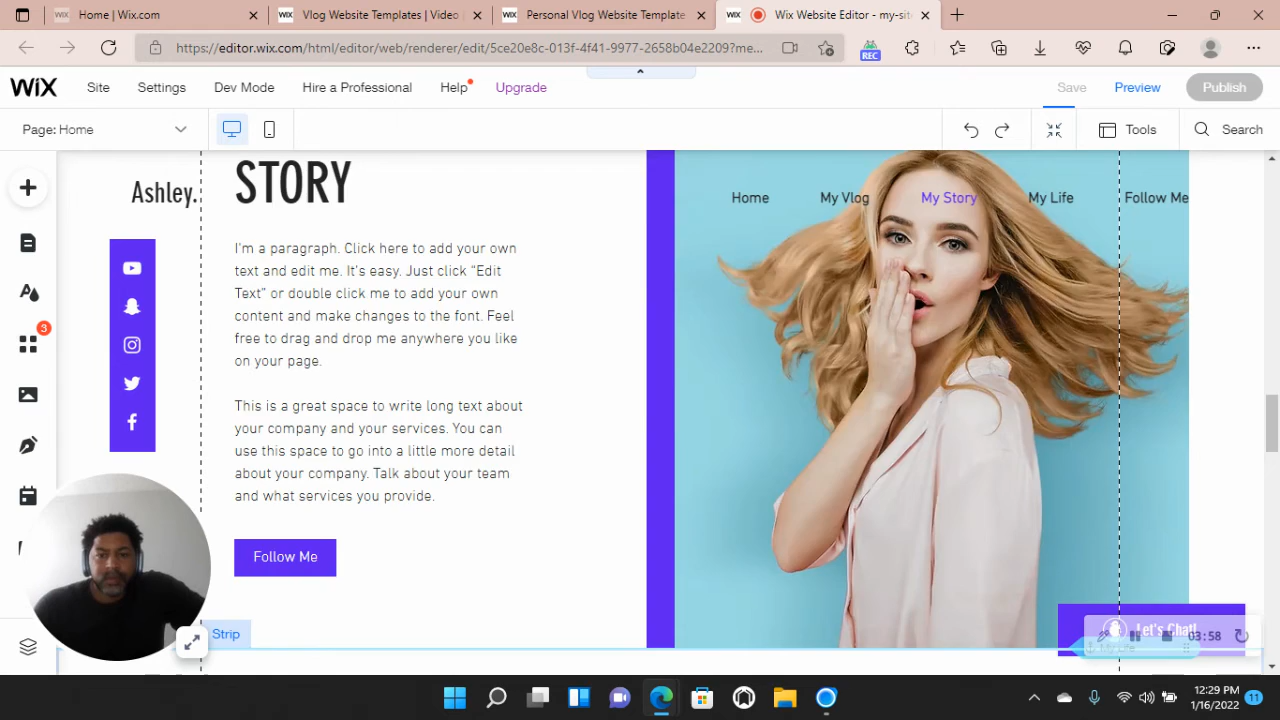 Home | Wix.com
Vlog Website Templates | Video
Personal Vlog Website Template
WiX
Wix Website Editor - my-sit
https://editor.wix.com/html/editor/web/renderer/edit/5ce20e8c-013f-4f41-9977-2658b04e2209?me...
REC
WiX
Site
Settings
Dev Mode
Hire a Professional
Help
Upgrade
Save
Preview
Publish
Page: Home
Tools
Search
3
Ashley.
Home
My Vlog
My Story
My Life
Follow Me
STORY
I'm a paragraph. Click here to add your own
text and edit me. It's easy. Just click “Edit
Text” or double click me to add your own
content and make changes to the font. Feel
free to drag and drop me anywhere you like
on your page.
This is a great space to write long text about
your company and your services. You can
use this space to go into a little more detail
about your company. Talk about your team
and what services you provide.
Follow Me
Strip
Let's Chat!
03:58
My Life
12:29 PM
1/16/2022
11